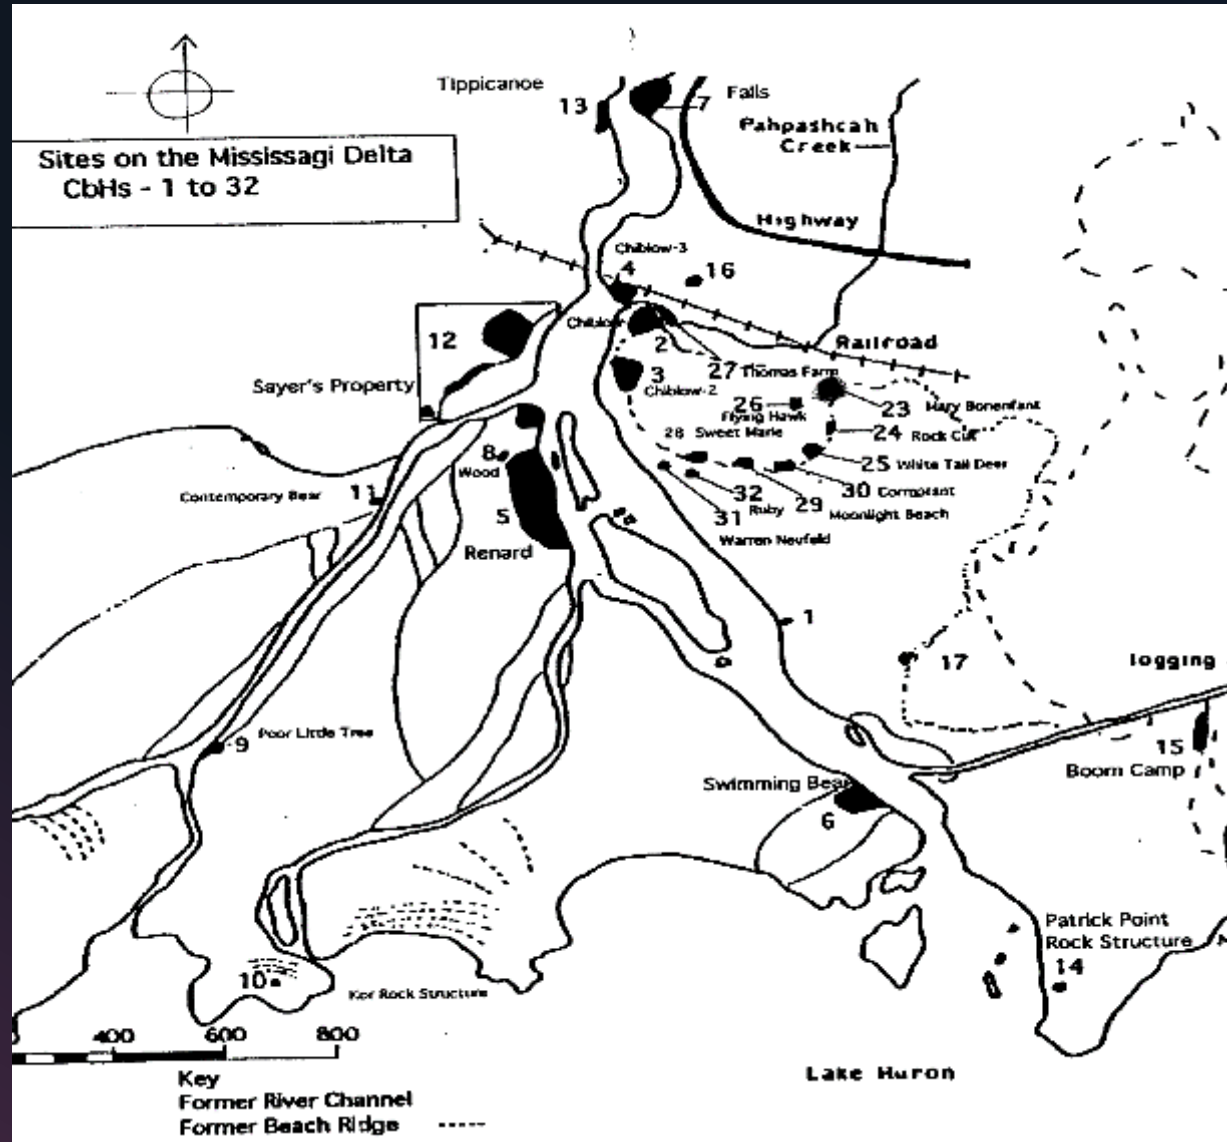 Tippicanoe
13
7
Falls
Pahpashcah
Creek
Sites on the Mississagi Delta
CbHs - 1 to 32
Highway
Chiblow-3
4
16
12
Chiblow
2
Railroad
27
Thomas Farm
3
Chiblow-2
Sayer's Property
26
Flying Hawk
23
Mary Bonenfant
28
Sweet Marie
24
Rock Cut
8
Wood
25
White Tail Deer
Contemporary Bear
11
32
Ruby
29
30
Cormorant
Moonlight Beach
5
31
Warren Neufeld
Renard
1
17
logging
9
Poor Little Tree
15
Boom Camp
Swimming Bear
6
Patrick Point
Rock Structure
14
10
Kor Rock Structure
400
600
800
Lake Huron
Key
Former River Channel
Former Beach Ridge